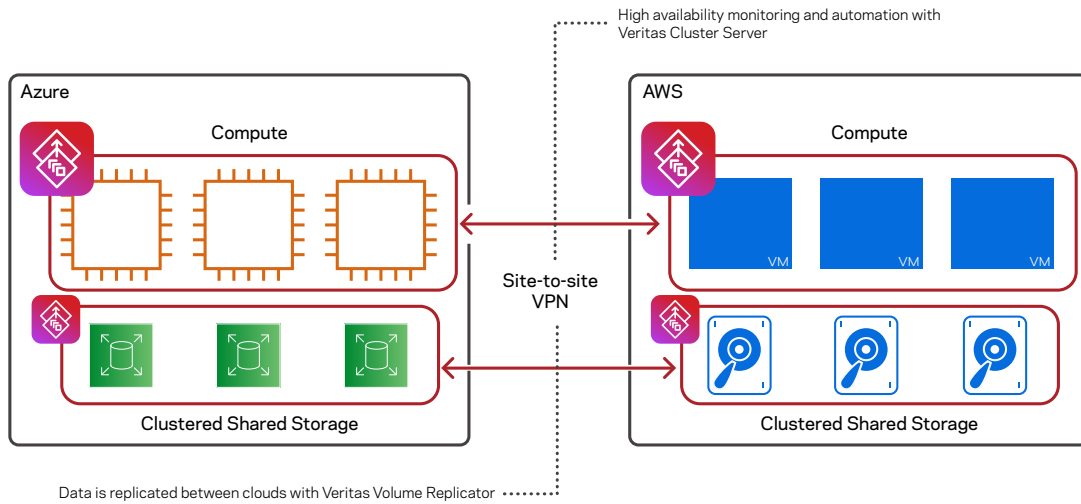 High availability monitoring and automation with
Veritas Cluster Server
Azure
Compute
AWS
Compute
VM
VM
VM
Site-to-site
VPN
Clustered Shared Storage
Clustered Shared Storage
Data is replicated between clouds with Veritas Volume Replicator